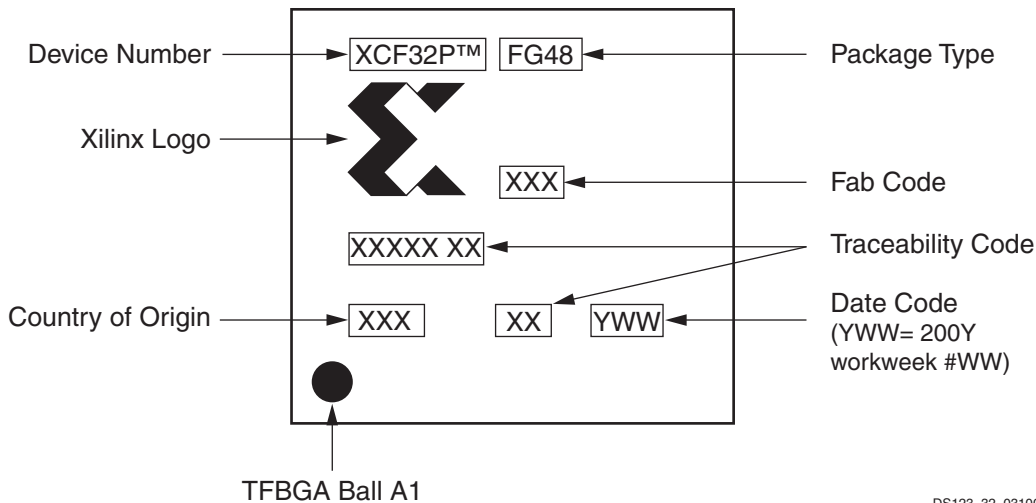 Device Number
XCF32P™
FG48
Package Type
Xilinx Logo
XXX
Fab Code
XXXXX XX
Traceability Code
Country of Origin
XXX
XX
YWW
Date Code
(YWW= 200Y
workweek #WW)
TFBGA Ball A1